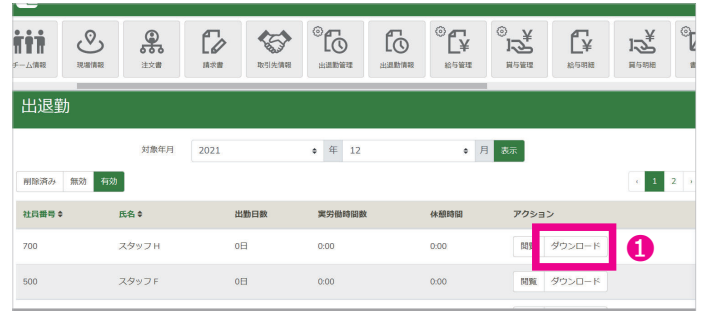 チーム情報 現場情報 注文書 請求書 取引先情報 出退勤管理 出退勤情報 給与管理 賞与管理 給与明細 賞与明細
出退勤
対象年月 2021 年 12 月 表示
削除済み 無効 有効 ‹ 1 2 ›
社員番号 氏名 出勤日数 実労働時間数 休憩時間 アクション
700 スタッフ H 0日 0:00 0:00 閲覧 ダウンロード ❶
500 スタッフ F 0日 0:00 0:00 閲覧 ダウンロード